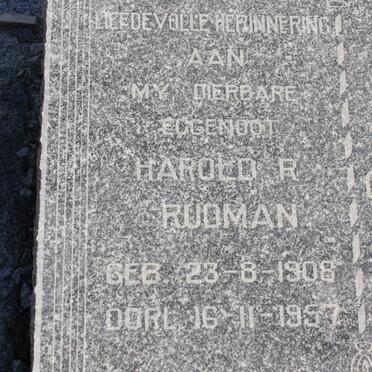 LIEFDEVOLLE HERINNERING
AAN
MY DIERBARE
EGGENOOT
HAROLD R
RUDMAN
GEB 23-8-1908
OORL 16-11-1957